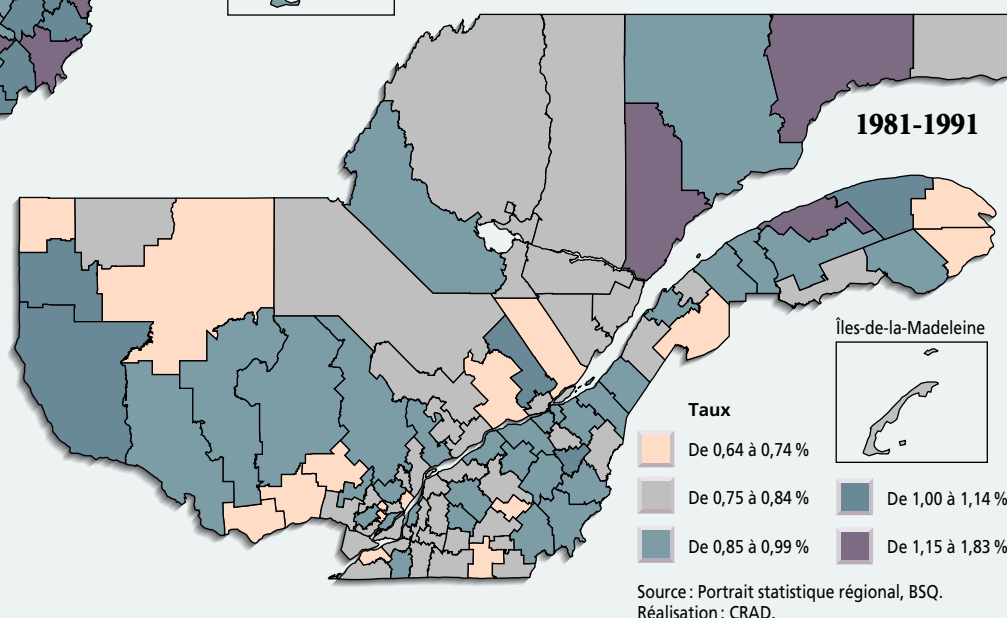 1981-1991
Îles-de-la-Madeleine
Taux
De 0,64 à 0,74 %
De 0,75 à 0,84 %
De 0,85 à 0,99 %
De 1,00 à 1,14 %
De 1,15 à 1,83 %
Source : Portrait statistique régional, BSQ.
Réalisation : CRAD.